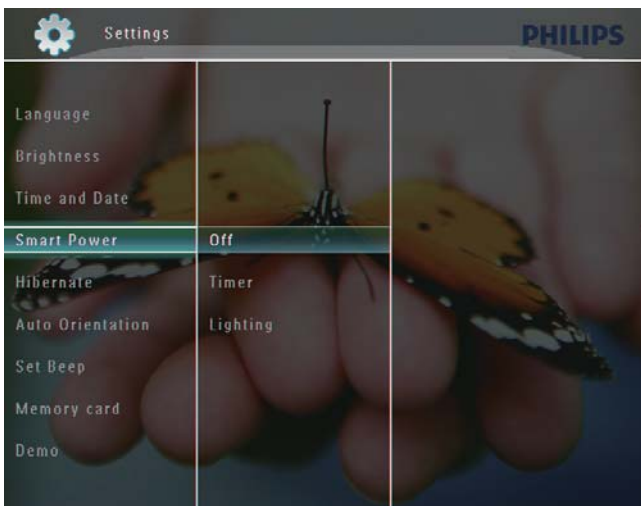 Settings
PHILIPS
Language
Brightness
Time and Date
Smart Power
Off
Hibernate
Timer
Auto Orientation
Lighting
Set Beep
Memory card
Demo